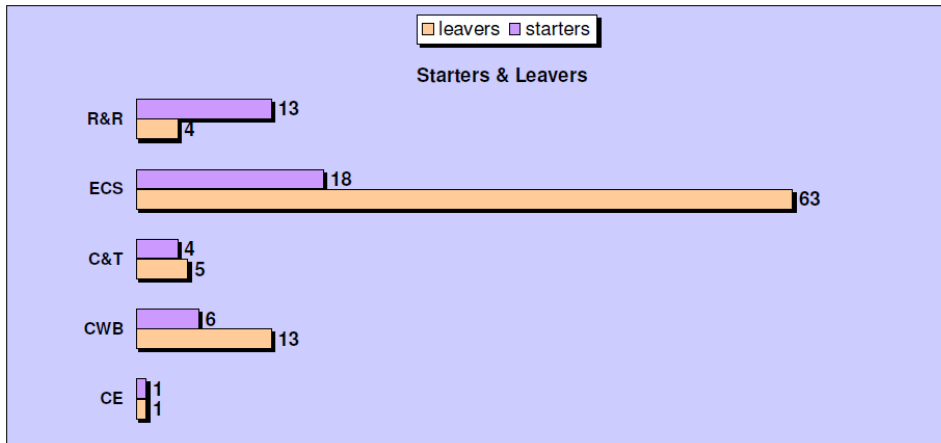 leavers starters
Starters & Leavers
R&R
13
4
ECS
18
63
C&T
4
5
CWB
6
13
CE
1
1